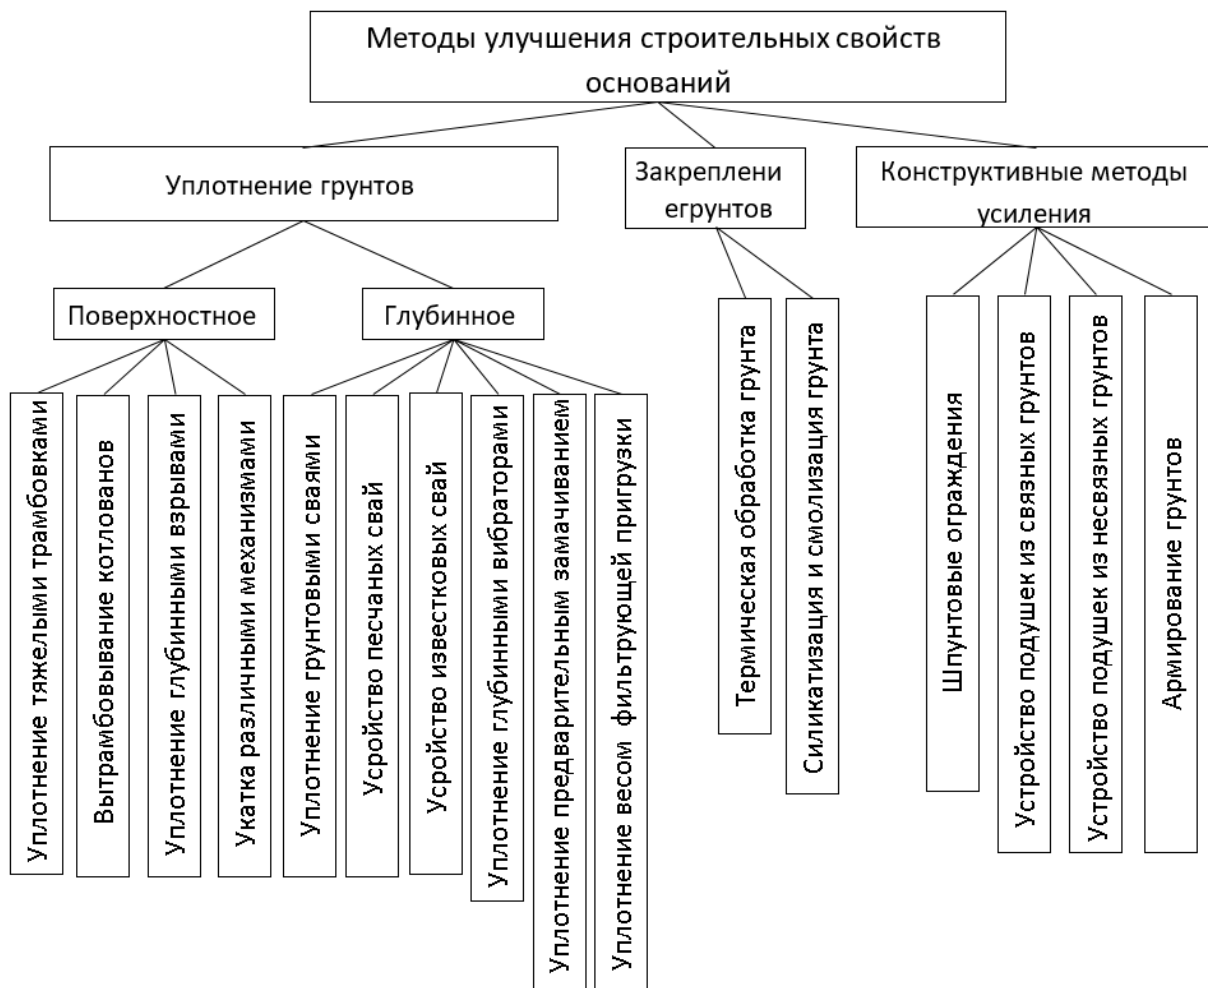 Методы улучшения строительных свойств
оснований
Уплотнение грунтов
Закреплени
егрунтов
Конструктивные методы
усиления
Поверхностное
Глубинное
Уплотнение тяжелыми трамбовками
Вытрамбовывание котлованов
Уплотнение глубинными взрывами
Укатка различными механизмами
Уплотнение грунтовыми сваями
Усройство песчаных свай
Усройство известковых свай
Уплотнение глубинными вибраторами
Уплотнение предварительным замачиванием
Уплотнение весом фильтрующей пригрузки
Термическая обработка грунта
Силикатизация и смолизация грунта
Шпунтовые ограждения
Устройство подушек из связных грунтов
Устройство подушек из несвязных грунтов
Армирование грунтов